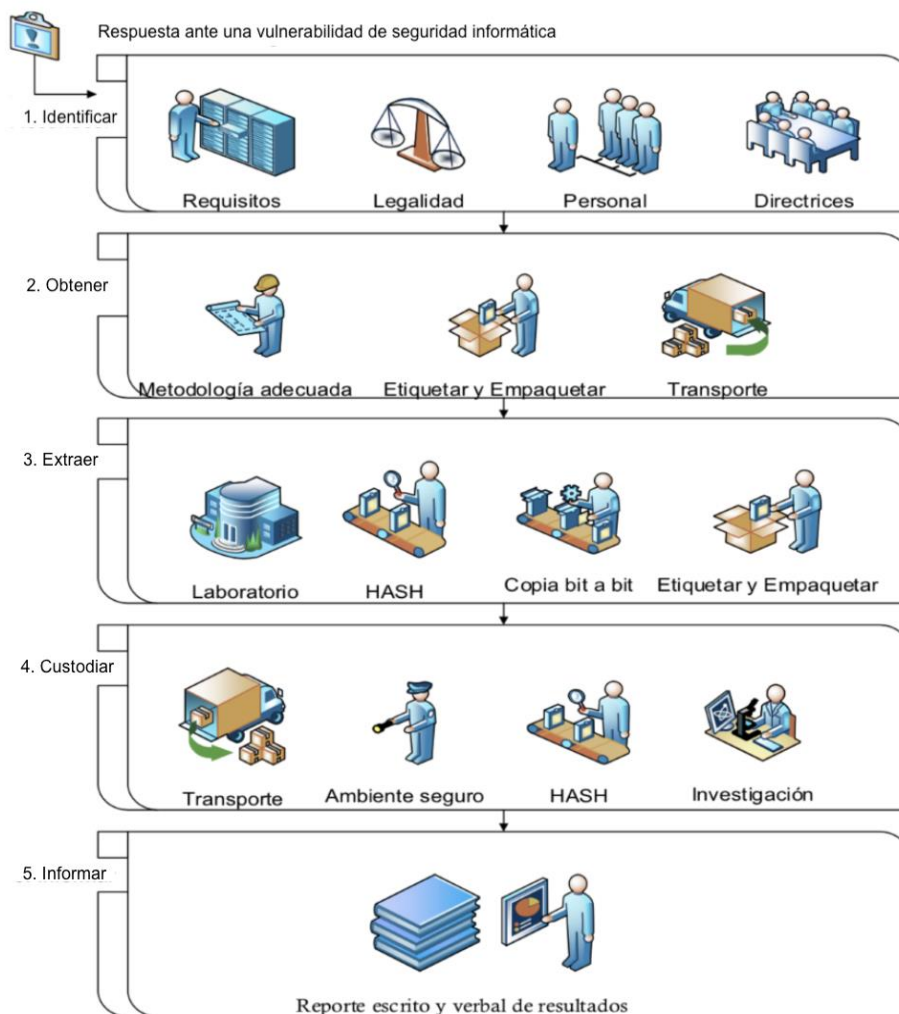 Respuesta ante una vulnerabilidad de seguridad informática
1. Identificar
Requisitos
Legalidad
Personal
Directrices
2. Obtener
Metodología adecuada
Etiquetar y Empaquetar
Transporte
3. Extraer
Laboratorio
HASH
Copia bit a bit
Etiquetar y Empaquetar
4. Custodiar
Transporte
Ambiente seguro
HASH
Investigación
5. Informar
Reporte escrito y verbal de resultados